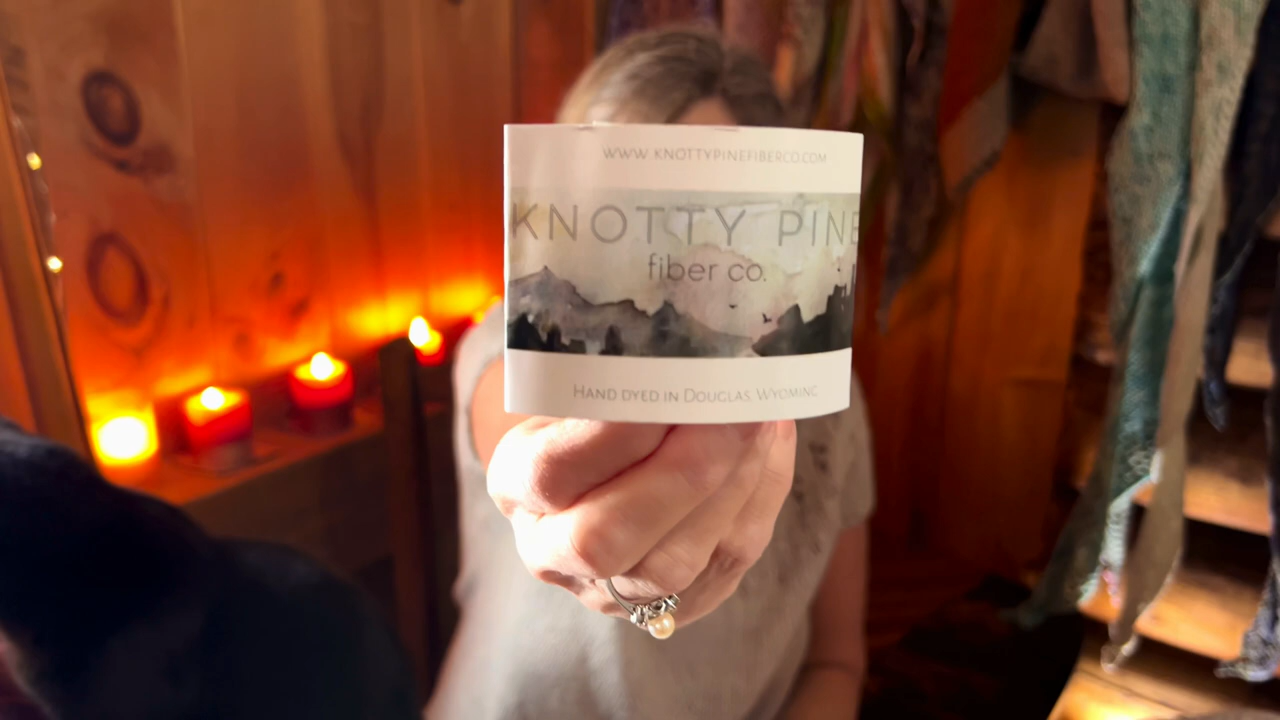 WWW.KNOTTYPINEFIBERCO.COM
KNOTTY PINE
fiber co.
HAND DYED IN DOUGLAS, WYOMING